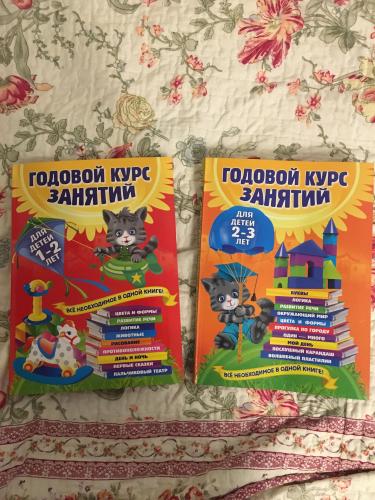 ГОДОВОЙ КУРС
ЗАНЯТИЙ
ДЛЯ ДЕТЕЙ
1-2
ЛЕТ
ВСЁ НЕОБХОДИМОЕ В ОДНОЙ КНИГЕ!
ЦВЕТА И ФОРМЫ
РАЗВИТИЕ РЕЧИ
ЛОГИКА
ЖИВОТНЫЕ
РИСОВАНИЕ
ПРОТИВОПОЛОЖНОСТИ
ДЕНЬ И НОЧЬ
ПЕРВЫЕ СКАЗКИ
ПАЛЬЧИКОВЫЙ ТЕАТР
ГОДОВОЙ КУРС
ЗАНЯТИЙ
ДЛЯ ДЕТЕЙ
2-3
ЛЕТ
БУКВЫ
ЛОГИКА
РАЗВИТИЕ РЕЧИ
ОКРУЖАЮЩИЙ МИР
ЦВЕТА И ФОРМЫ
ПРОГУЛКА ПО ГОРОДУ
ОДИН — МНОГО
МОЙ ДЕНЬ
ПОСЛУШНЫЙ КАРАНДАШ
ВОЛШЕБНЫЙ ПЛАСТИЛИН
ВСЁ НЕОБХОДИМОЕ В ОДНОЙ КНИГЕ!